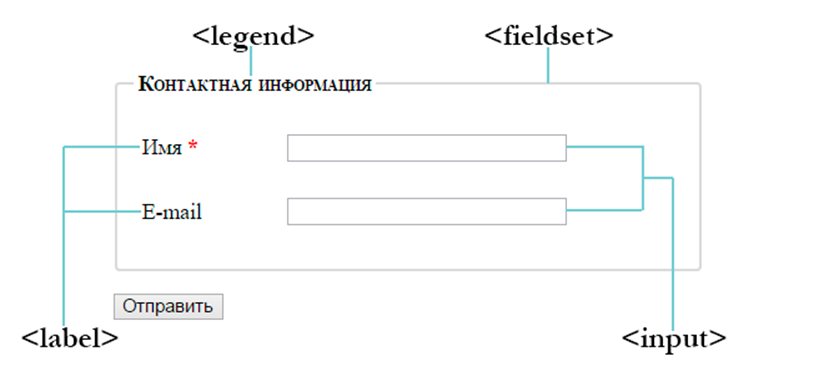 <legend> <fieldset>
Контактная информация
Имя *
E-mail
Отправить
<label> <input>